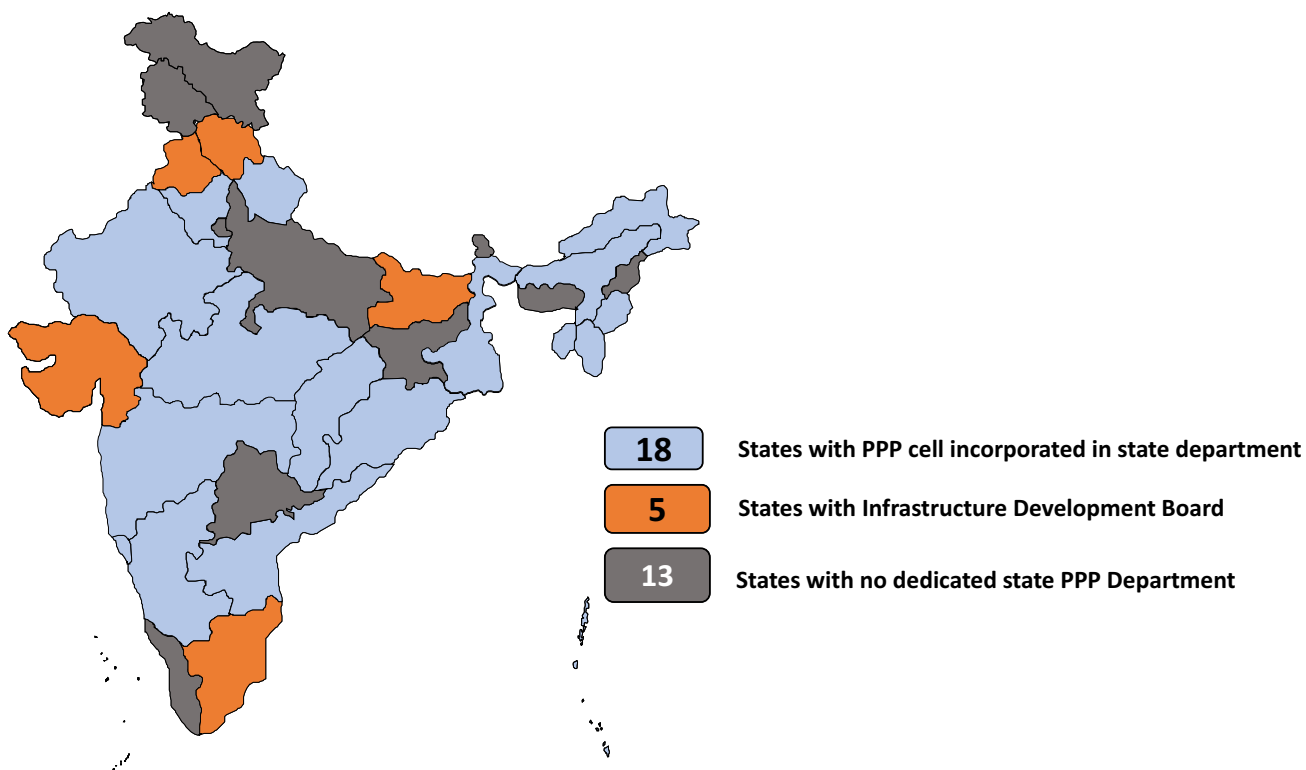 18 States with PPP cell incorporated in state department
5 States with Infrastructure Development Board
13 States with no dedicated state PPP Department